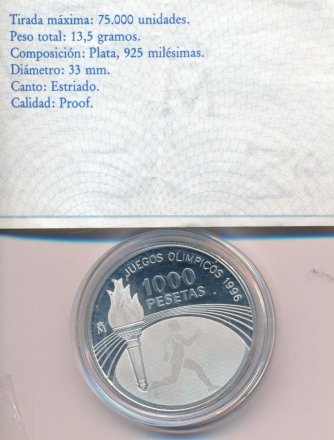 Tirada máxima: 75.000 unidades.
Peso total: 13,5 gramos.
Composición: Plata, 925 milésimas.
Diámetro: 33 mm.
Canto: Estriado.
Calidad: Proof.
JUEGOS OLIMPICOS 1996
1000
PESETAS
M